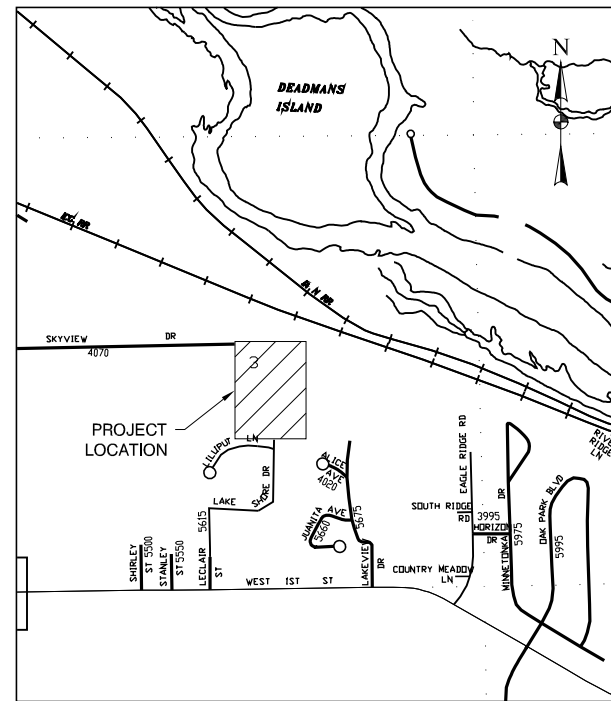 DEADMANS
ISLAND
N
RR
B N RR
SKYVIEW DR
4070
3
PROJECT
LOCATION
LILLIPUT LN
SHORE DR
LAKE
5615
ALICE
AVE
4020
JUANITA AVE
5660
5675
LAKEVIEW
DR
EAGLE RIDGE RD
SOUTH RIDGE
RD
3995
HORIZON
DR
COUNTRY MEADOW
LN
MINNETONKA DR
5975
OAK PARK BLVD
5995
RIVER
RIDGE
LN
SHIRLEY
ST 5500
STANLEY
ST 5550
LECLAIR
ST
WEST 1ST ST